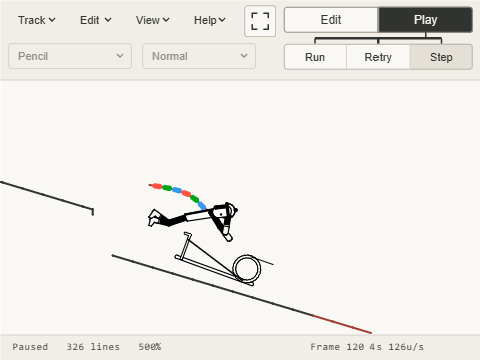 Track Edit View Help Edit Play
Pencil Normal Run Retry Step
Paused 326 lines 500% Frame 120 4s 126u/s